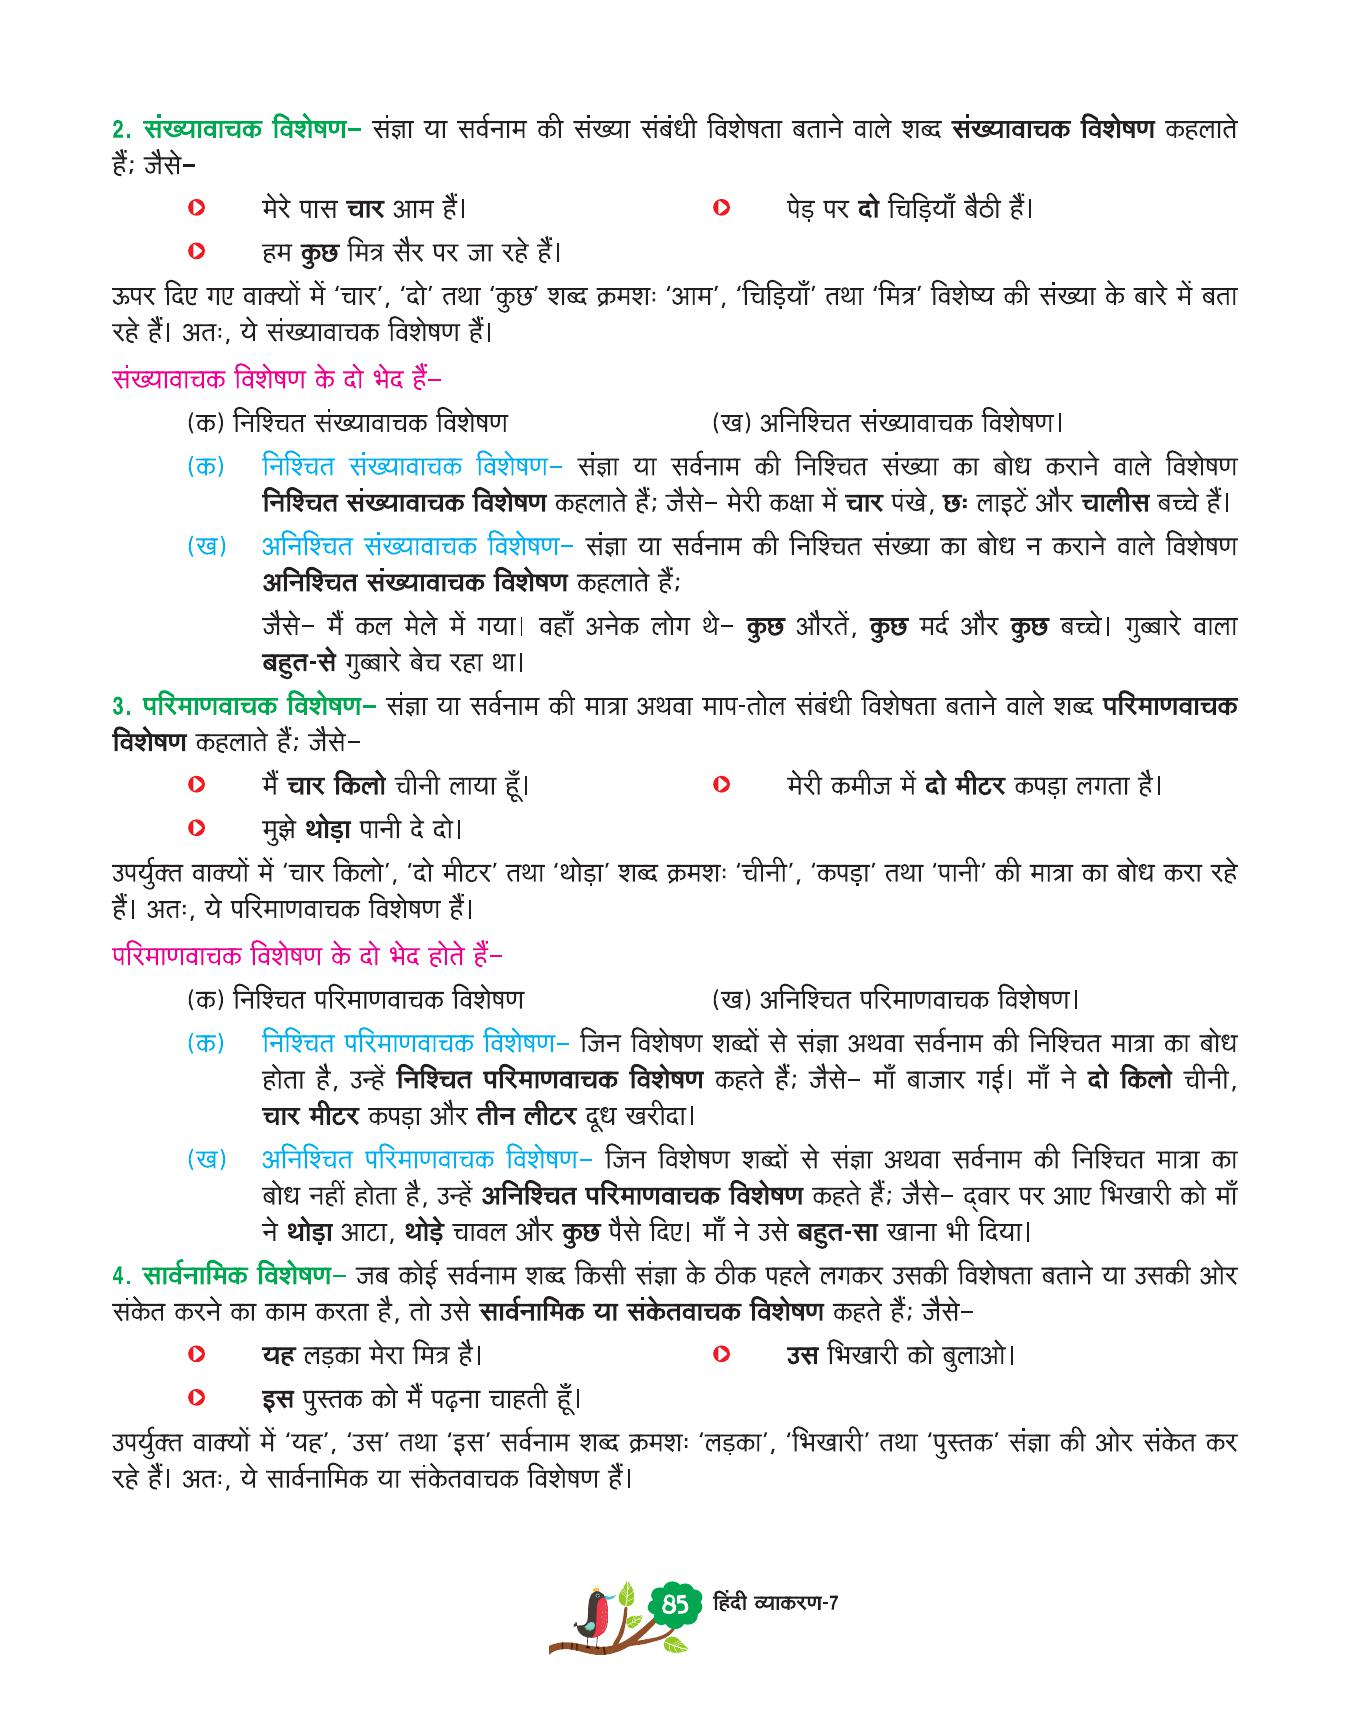 2. संख्यावाचक विशेषण– संज्ञा या सर्वनाम की संख्या संबंधी विशेषता बताने वाले शब्द संख्यावाचक विशेषण कहलाते
हैं; जैसे–
मेरे पास चार आम हैं।
पेड़ पर दो चिड़ियाँ बैठी हैं।
हम कुछ मित्र सैर पर जा रहे हैं।
ऊपर दिए गए वाक्यों में ‘चार’, ‘दो’ तथा ‘कुछ’ शब्द क्रमशः ‘आम’, ‘चिड़ियाँ’ तथा ‘मित्र’ विशेष्य की संख्या के बारे में बता
रहे हैं। अतः, ये संख्यावाचक विशेषण हैं।
संख्यावाचक विशेषण के दो भेद हैं–
(क) निश्चित संख्यावाचक विशेषण
(ख) अनिश्चित संख्यावाचक विशेषण।
(क) निश्चित संख्यावाचक विशेषण– संज्ञा या सर्वनाम की निश्चित संख्या का बोध कराने वाले विशेषण
निश्चित संख्यावाचक विशेषण कहलाते हैं; जैसे– मेरी कक्षा में चार पंखे, छः लाइटें और चालीस बच्चे हैं।
(ख) अनिश्चित संख्यावाचक विशेषण– संज्ञा या सर्वनाम की निश्चित संख्या का बोध न कराने वाले विशेषण
अनिश्चित संख्यावाचक विशेषण कहलाते हैं;
जैसे– मैं कल मेले में गया। वहाँ अनेक लोग थे– कुछ औरतें, कुछ मर्द और कुछ बच्चे। गुब्बारे वाला
बहुत-से गुब्बारे बेच रहा था।
3. परिमाणवाचक विशेषण– संज्ञा या सर्वनाम की मात्रा अथवा माप-तोल संबंधी विशेषता बताने वाले शब्द परिमाणवाचक
विशेषण कहलाते हैं; जैसे–
मैं चार किलो चीनी लाया हूँ।
मेरी कमीज में दो मीटर कपड़ा लगता है।
मुझे थोड़ा पानी दे दो।
उपर्युक्त वाक्यों में ‘चार किलो’, ‘दो मीटर’ तथा ‘थोड़ा’ शब्द क्रमशः ‘चीनी’, ‘कपड़ा’ तथा ‘पानी’ की मात्रा का बोध करा रहे
हैं। अतः, ये परिमाणवाचक विशेषण हैं।
परिमाणवाचक विशेषण के दो भेद होते हैं–
(क) निश्चित परिमाणवाचक विशेषण
(ख) अनिश्चित परिमाणवाचक विशेषण।
(क) निश्चित परिमाणवाचक विशेषण– जिन विशेषण शब्दों से संज्ञा अथवा सर्वनाम की निश्चित मात्रा का बोध
होता है, उन्हें निश्चित परिमाणवाचक विशेषण कहते हैं; जैसे– माँ बाजार गई। माँ ने दो किलो चीनी,
चार मीटर कपड़ा और तीन लीटर दूध खरीदा।
(ख) अनिश्चित परिमाणवाचक विशेषण– जिन विशेषण शब्दों से संज्ञा अथवा सर्वनाम की निश्चित मात्रा का
बोध नहीं होता है, उन्हें अनिश्चित परिमाणवाचक विशेषण कहते हैं; जैसे– द्‌वार पर आए भिखारी को माँ
ने थोड़ा आटा, थोड़े चावल और कुछ पैसे दिए। माँ ने उसे बहुत-सा खाना भी दिया।
4. सार्वनामिक विशेषण– जब कोई सर्वनाम शब्द किसी संज्ञा के ठीक पहले लगकर उसकी विशेषता बताने या उसकी ओर
संकेत करने का काम करता है, तो उसे सार्वनामिक या संकेतवाचक विशेषण कहते हैं; जैसे–
यह लड़का मेरा मित्र है।
उस भिखारी को बुलाओ।
इस पुस्तक को मैं पढ़ना चाहती हूँ।
उपर्युक्त वाक्यों में ‘यह’, ‘उस’ तथा ‘इस’ सर्वनाम शब्द क्रमशः ‘लड़का’, ‘भिखारी’ तथा ‘पुस्तक’ संज्ञा की ओर संकेत कर
रहे हैं। अतः, ये सार्वनामिक या संकेतवाचक विशेषण हैं।
85 हिंदी व्याकरण-7